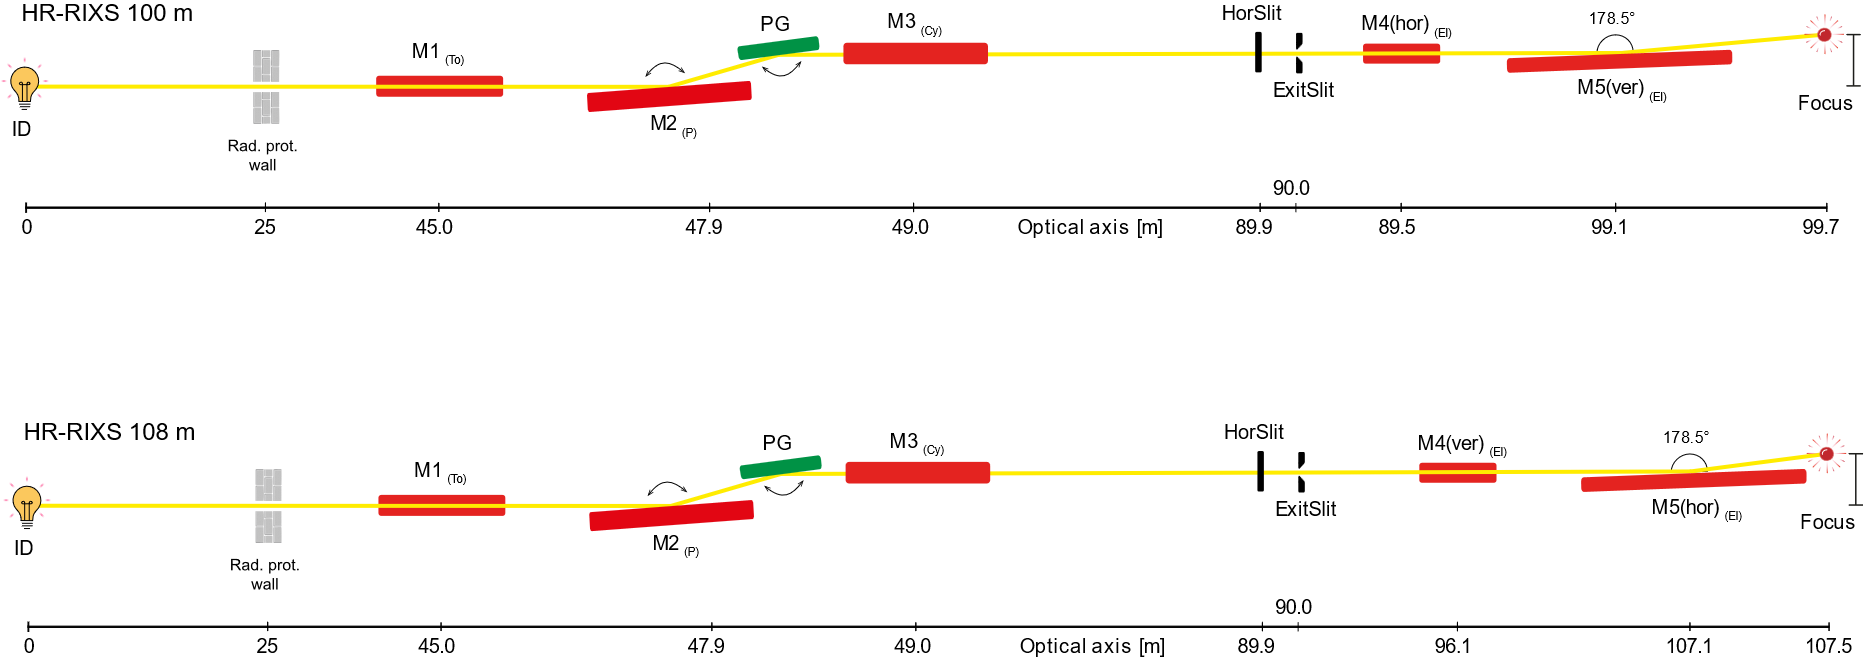 HR-RIXS 100 m
ID
Rad. prot.
wall
M1 (To)
M2 (P)
PG
M3 (Cy)
HorSlit
ExitSlit
M4(hor) (El)
178.5°
M5(ver) (El)
Focus
90.0
0 25 45.0 47.9 49.0 Optical axis [m] 89.9 89.5 99.1 99.7
HR-RIXS 108 m
ID
Rad. prot.
wall
M1 (To)
M2 (P)
PG
M3 (Cy)
HorSlit
ExitSlit
M4(ver) (El)
178.5°
M5(hor) (El)
Focus
90.0
0 25 45.0 47.9 49.0 Optical axis [m] 89.9 96.1 107.1 107.5